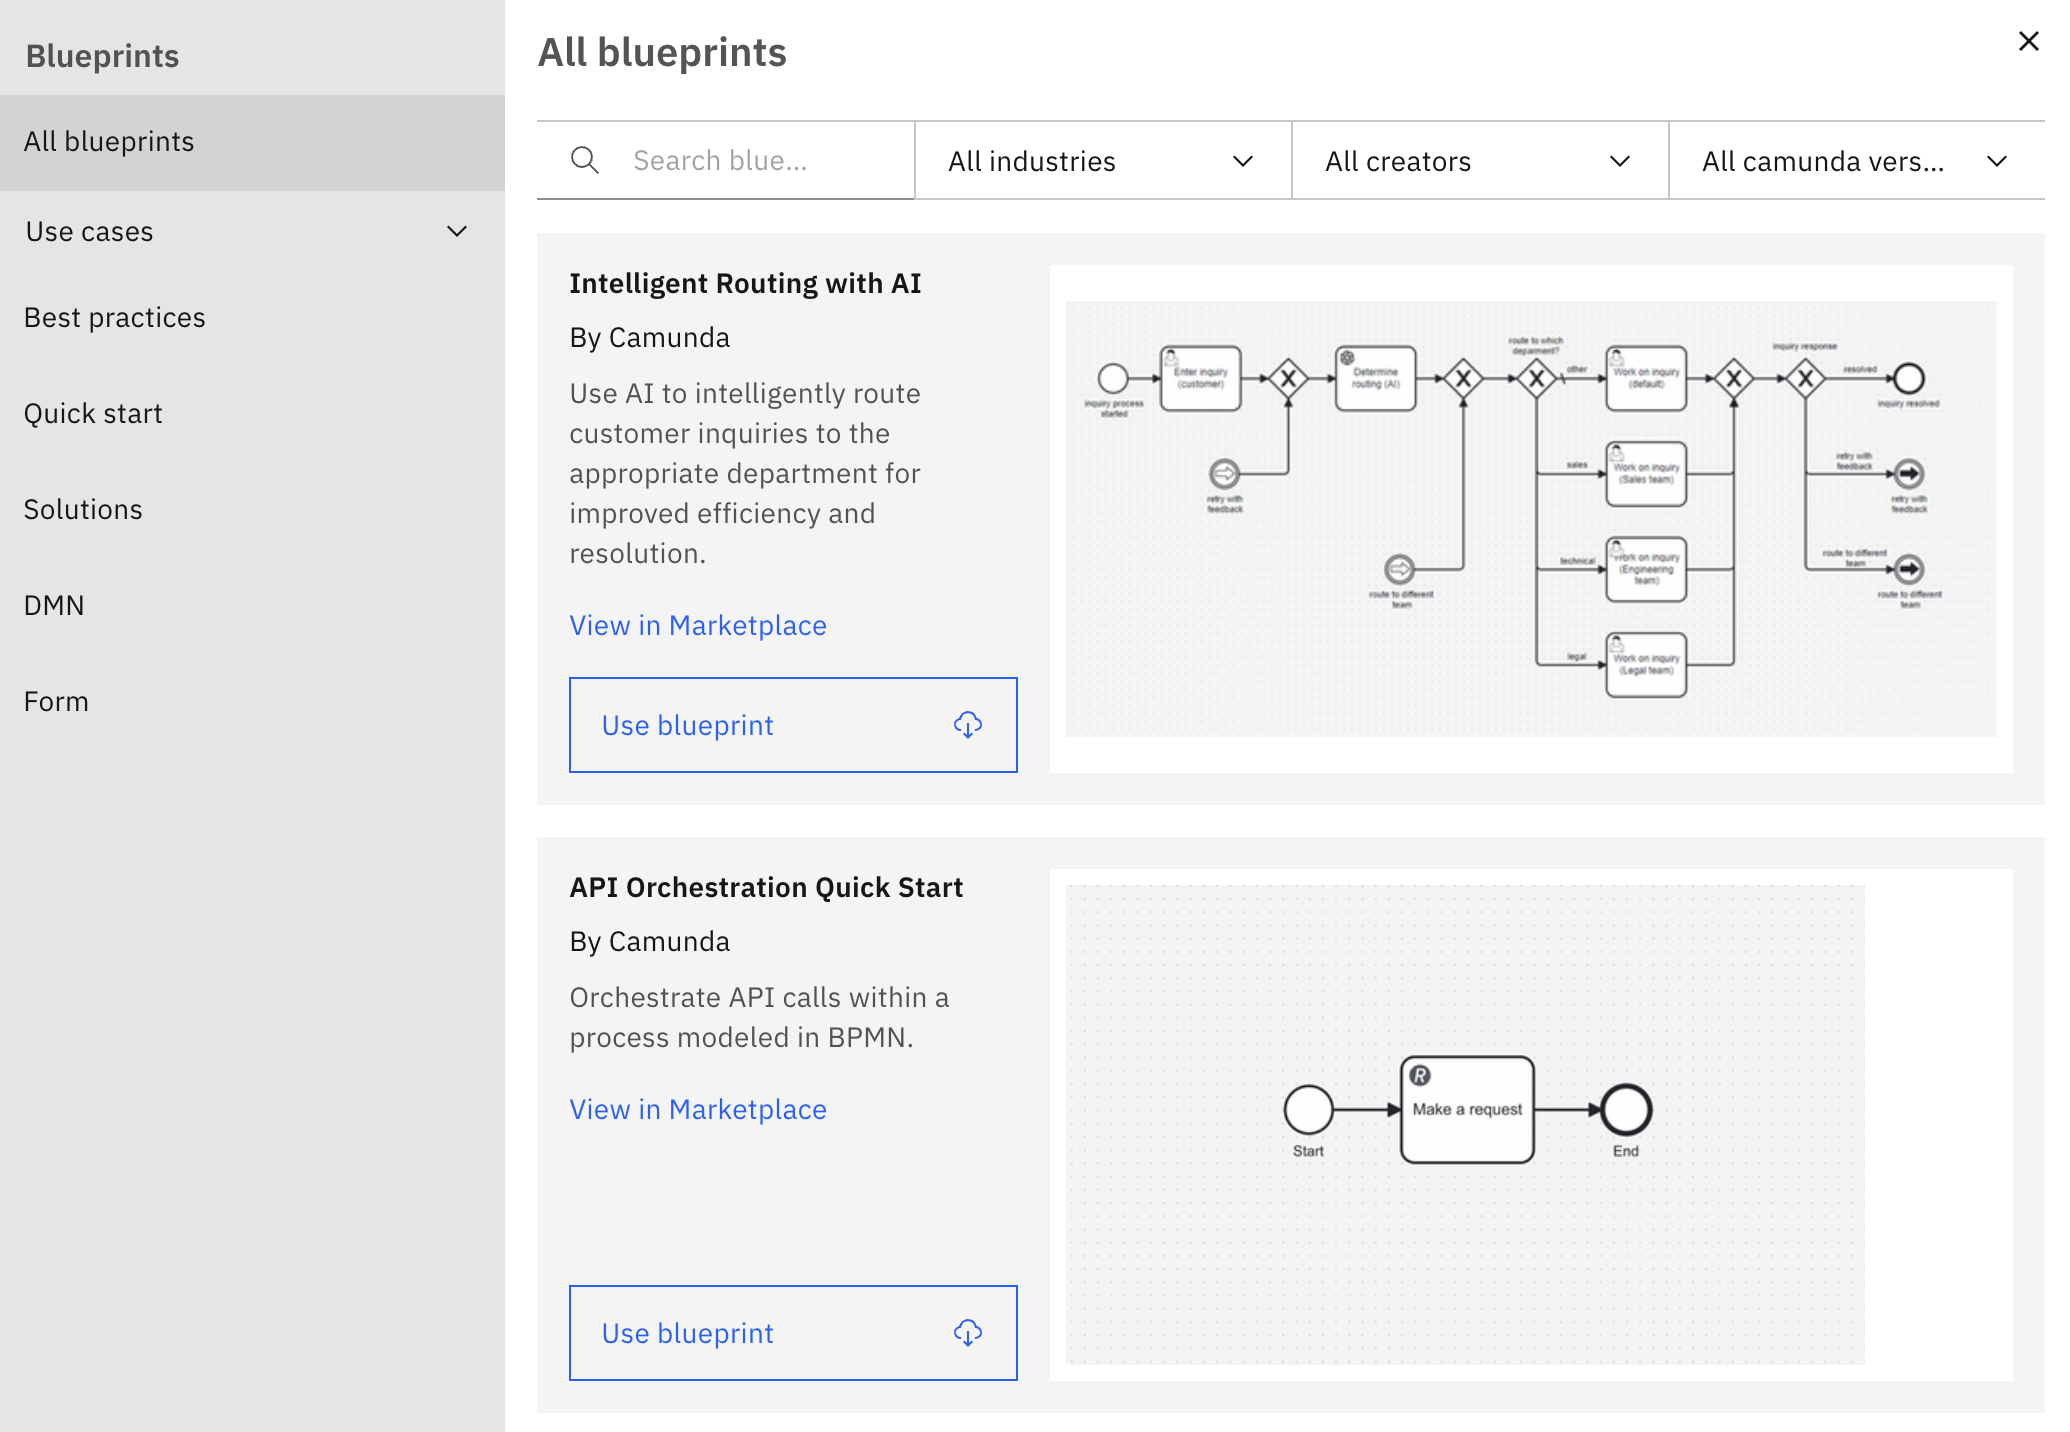 Blueprints
All blueprints
Use cases
Best practices
Quick start
Solutions
DMN
Form
All blueprints
Search blue...
All industries
All creators
All camunda vers...
Intelligent Routing with AI
By Camunda
Use AI to intelligently route
customer inquiries to the
appropriate department for
improved efficiency and
resolution.
View in Marketplace
Use blueprint
inquiry process
started
Enter inquiry
(customer)
retry with
feedback
Determine
routing (AI)
route to different
team
route to which
deparment?
other
sales
technical
legal
Work on inquiry
(default)
Work on inquiry
(Sales team)
Work on inquiry
(Engineering
team)
Work on inquiry
(Legal team)
inquiry response
resolved
inquiry resolved
retry with
feedback
retry with
feedback
route to different
team
route to different
team
API Orchestration Quick Start
By Camunda
Orchestrate API calls within a
process modeled in BPMN.
View in Marketplace
Use blueprint
Start
R
Make a request
End